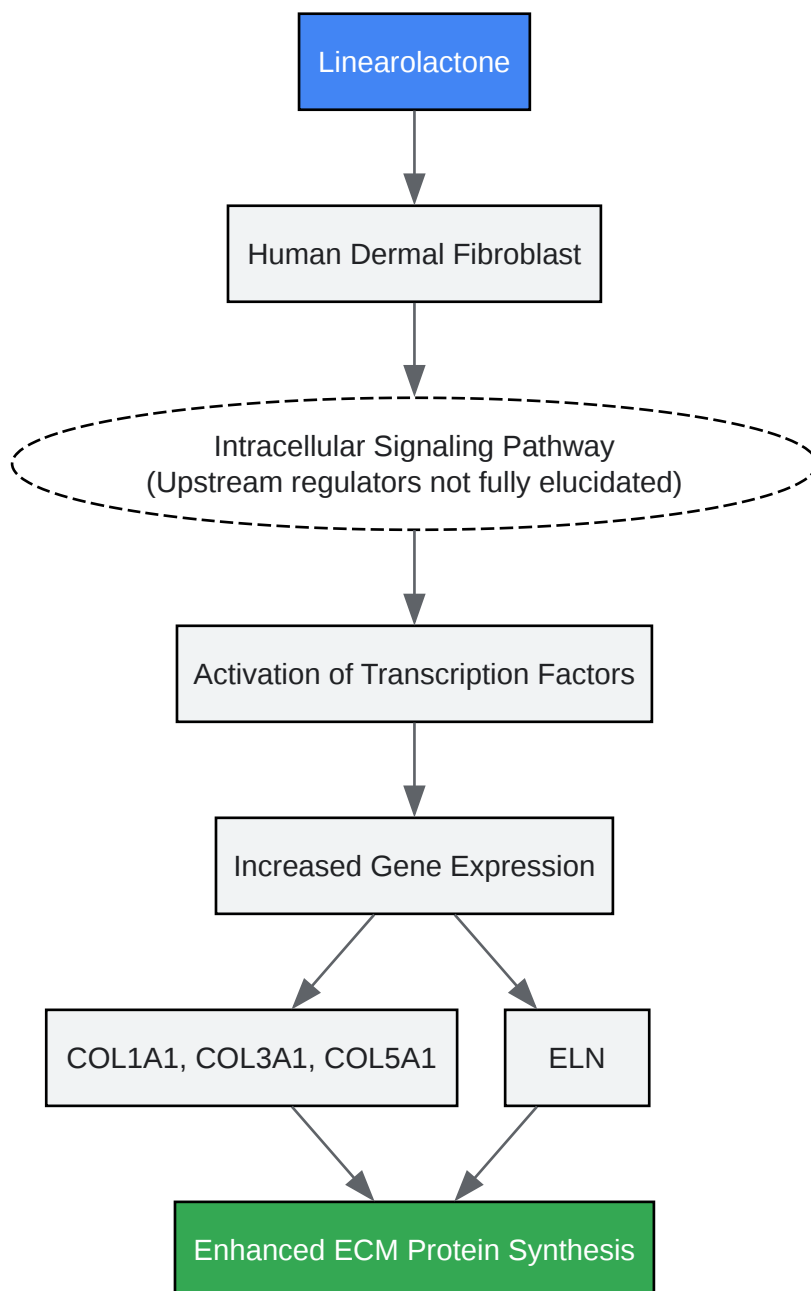 Linearolactone
Human Dermal Fibroblast
Intracellular Signaling Pathway
(Upstream regulators not fully elucidated)
Activation of Transcription Factors
Increased Gene Expression
COL1A1, COL3A1, COL5A1
ELN
Enhanced ECM Protein Synthesis